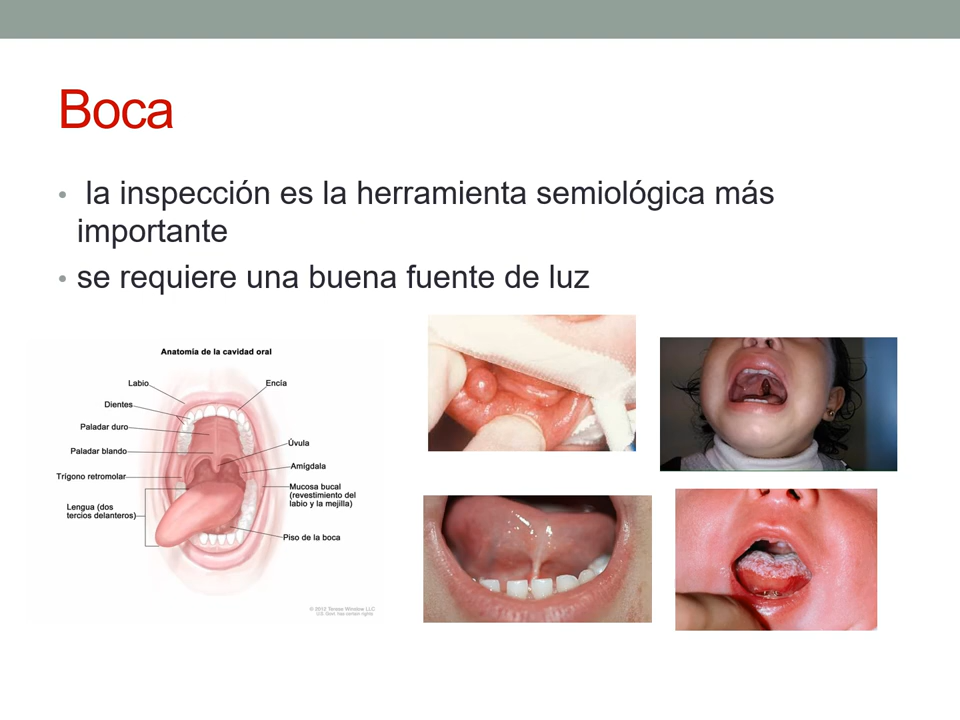 Boca
• la inspección es la herramienta semiológica más
importante
• se requiere una buena fuente de luz
Anatomía de la cavidad oral
Labio
Encía
Dientes
Paladar duro
Úvula
Paladar blando
Amígdala
Trígono retromolar
Mucosa bucal
(revestimiento del
labio y la mejilla)
Lengua (dos
tercios delanteros)
Piso de la boca
© 2012 Terese Winslow LLC
U.S. Govt. has certain rights